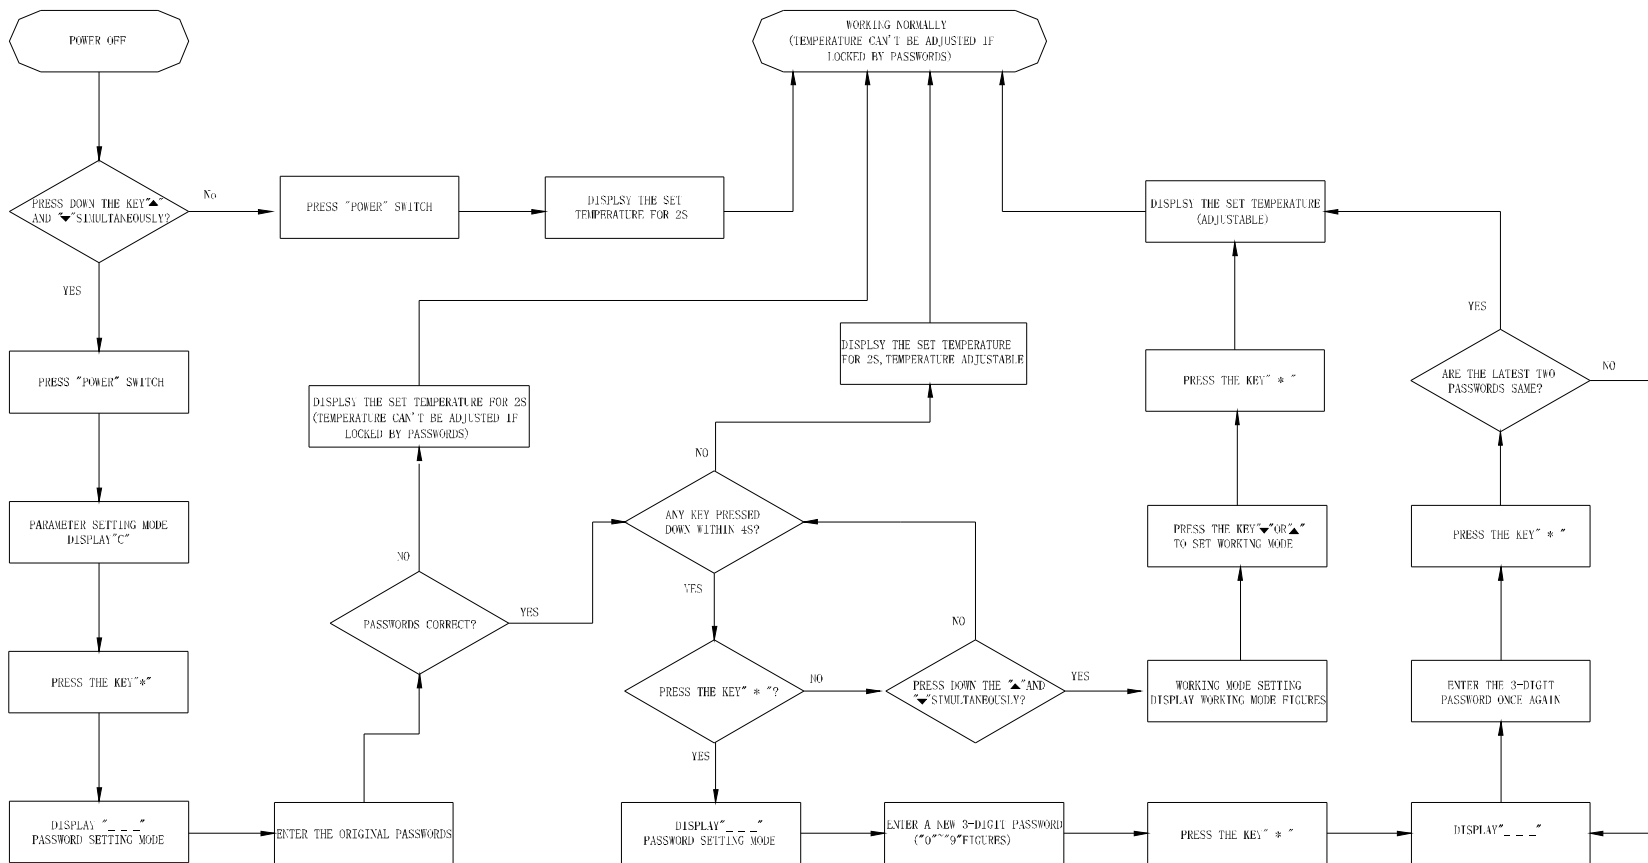 POWER OFF
WORKING NORMALLY
(TEMPERATURE CAN'T BE ADJUSTED IF
LOCKED BY PASSWORDS)
PRESS DOWN THE KEY"▲"
AND "▼"SIMULTANEOUSLY?
No
PRESS "POWER" SWITCH
DISPLSY THE SET
TEMPERATURE FOR 2S
DISPLSY THE SET TEMPERATURE
(ADJUSTABLE)
YES
YES
DISPLSY THE SET TEMPERATURE
FOR 2S, TEMPERATURE ADJUSTABLE
PRESS "POWER" SWITCH
PRESS THE KEY" * "
ARE THE LATEST TWO
PASSWORDS SAME?
NO
DISPLSY THE SET TEMPERATURE FOR 2S
(TEMPERATURE CAN'T BE ADJUSTED IF
LOCKED BY PASSWORDS)
NO
PARAMETER SETTING MODE
DISPLAY"C"
ANY KEY PRESSED
DOWN WITHIN 4S?
PRESS THE KEY"▼"OR"▲"
TO SET WORKING MODE
PRESS THE KEY" * "
NO
YES
YES
NO
PASSWORDS CORRECT?
PRESS THE KEY"*"
PRESS THE KEY" * "?
NO
PRESS DOWN THE "▲"AND
"▼"SIMULTANEOUSLY?
YES
WORKING MODE SETTING
DISPLAY WORKING MODE FIGURES
ENTER THE 3-DIGIT
PASSWORD ONCE AGAIN
YES
DISPLAY "_ _ _"
PASSWORD SETTING MODE
ENTER THE ORIGINAL PASSWORDS
DISPLAY"_ _ _"
PASSWORD SETTING MODE
ENTER A NEW 3-DIGIT PASSWORD
("0"~"9"FIGURES)
PRESS THE KEY" * "
DISPLAY"_ _ _"